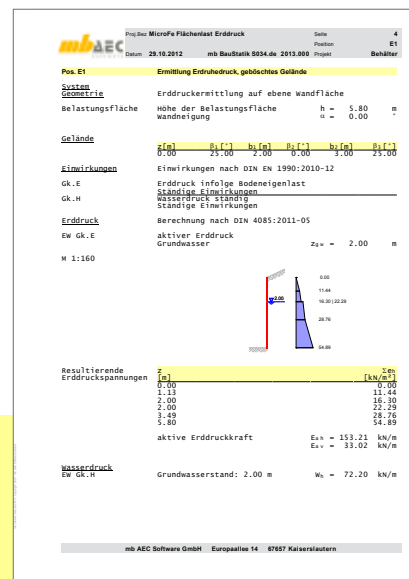 mb AEC
Software
Proj.Bez MicroFe Flächenlast Erddruck Seite 4
Position E1
Datum 29.10.2012 mb BauStatik S034.de 2013.000 Projekt Behälter
Pos. E1 Ermittlung Erdruhedruck, geböschtes Gelände
System
Geometrie Erddruckermittlung auf ebene Wandfläche
Belastungsfläche Höhe der Belastungsfläche h = 5.80 m
Wandneigung α = 0.00 °
Gelände
z[m] β₁[°] b₁[m] β₂[°] b₂[m] β₃[°]
0.00 25.00 2.00 0.00 3.00 25.00
Einwirkungen Einwirkungen nach DIN EN 1990:2010-12
Gk.E Erddruck infolge Bodeneigenlast
Ständige Einwirkungen
Gk.H Wasserdruck ständig
Ständige Einwirkungen
Erddruck Berechnung nach DIN 4085:2011-05
EW Gk.E aktiver Erddruck
Grundwasser zgw = 2.00 m
M 1:160
0.00
11.44
2.00
16.30 | 22.29
28.76
54.89
Resultierende z Σeh
Erddruckspannungen [m] [kN/m²]
0.00 0.00
1.13 11.44
2.00 16.30
2.00 22.29
3.49 28.76
5.80 54.89
aktive Erddruckkraft Eah = 153.21 kN/m
Eav = 33.02 kN/m
Wasserdruck
EW Gk.H Grundwasserstand: 2.00 m Wh = 72.20 kN/m
mb AEC Software GmbH Europaallee 14 67657 Kaiserslautern